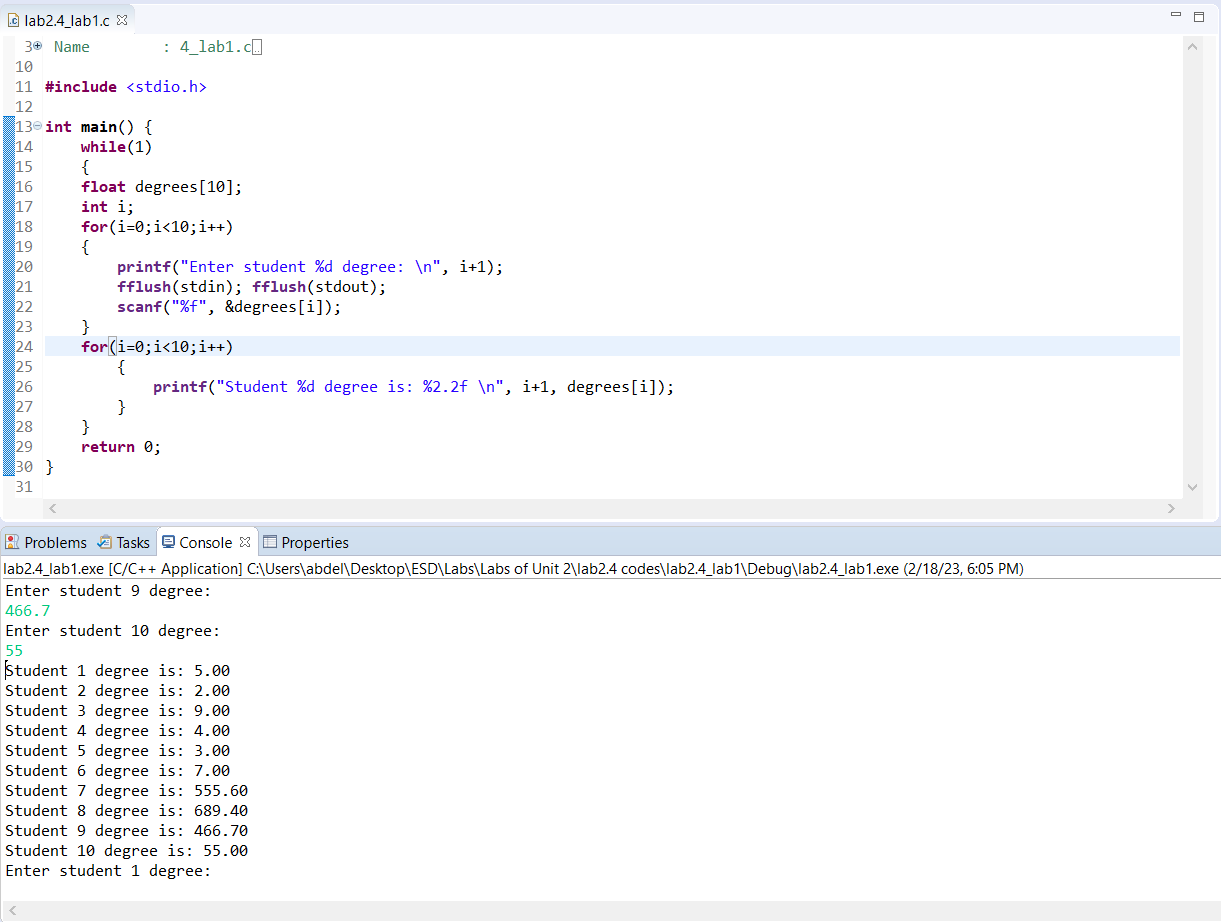 lab2.4_lab1.c
3 Name        : 4_lab1.c
10
11 #include <stdio.h>
12
13 int main() {
14     while(1)
15     {
16     float degrees[10];
17     int i;
18     for(i=0;i<10;i++)
19     {
20         printf("Enter student %d degree: \n", i+1);
21         fflush(stdin); fflush(stdout);
22         scanf("%f", &degrees[i]);
23     }
24     for(i=0;i<10;i++)
25         {
26             printf("Student %d degree is: %2.2f \n", i+1, degrees[i]);
27         }
28     }
29     return 0;
30 }
31
Problems Tasks Console Properties
lab2.4_lab1.exe [C/C++ Application] C:\Users\abdel\Desktop\ESD\Labs\Labs of Unit 2\lab2.4 codes\lab2.4_lab1\Debug\lab2.4_lab1.exe (2/18/23, 6:05 PM)
Enter student 9 degree:
466.7
Enter student 10 degree:
55
Student 1 degree is: 5.00
Student 2 degree is: 2.00
Student 3 degree is: 9.00
Student 4 degree is: 4.00
Student 5 degree is: 3.00
Student 6 degree is: 7.00
Student 7 degree is: 555.60
Student 8 degree is: 689.40
Student 9 degree is: 466.70
Student 10 degree is: 55.00
Enter student 1 degree: